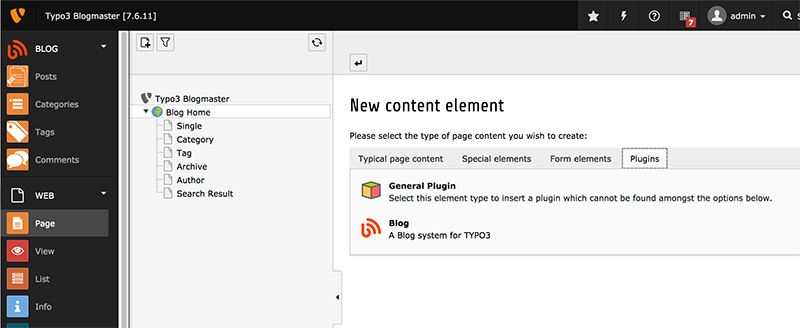 Typo3 Blogmaster [7.6.11]
7
admin
S
BLOG
Posts
Categories
Tags
Comments
WEB
Page
View
List
Info
Typo3 Blogmaster
Blog Home
Single
Category
Tag
Archive
Author
Search Result
New content element
Please select the type of page content you wish to create:
Typical page content Special elements Form elements Plugins
General Plugin
Select this element type to insert a plugin which cannot be found amongst the options below.
Blog
A Blog system for TYPO3